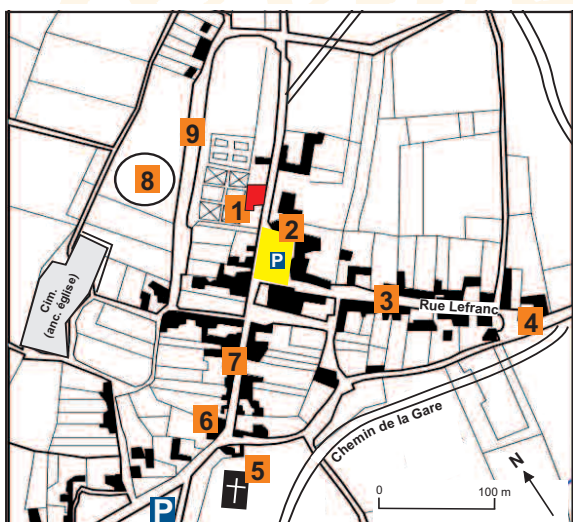 9
8
1
2
P
Cim.
(anc. église)
3
Rue Lefranc
4
7
6
Chemin de la Gare
5
N
P
0 100 m